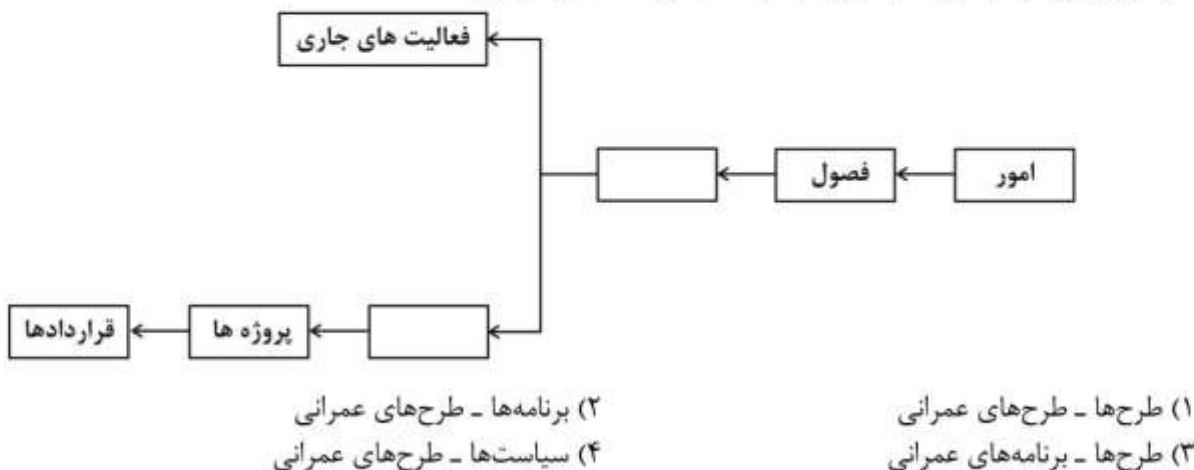 فعالیت های جاری
امور
فصول
پروژه ها
قراردادها
۱) طرح‌ها ـ طرح‌های عمرانی
۲) برنامه‌ها ـ طرح‌های عمرانی
۳) طرح‌ها ـ برنامه‌های عمرانی
۴) سیاست‌ها ـ طرح‌های عمرانی